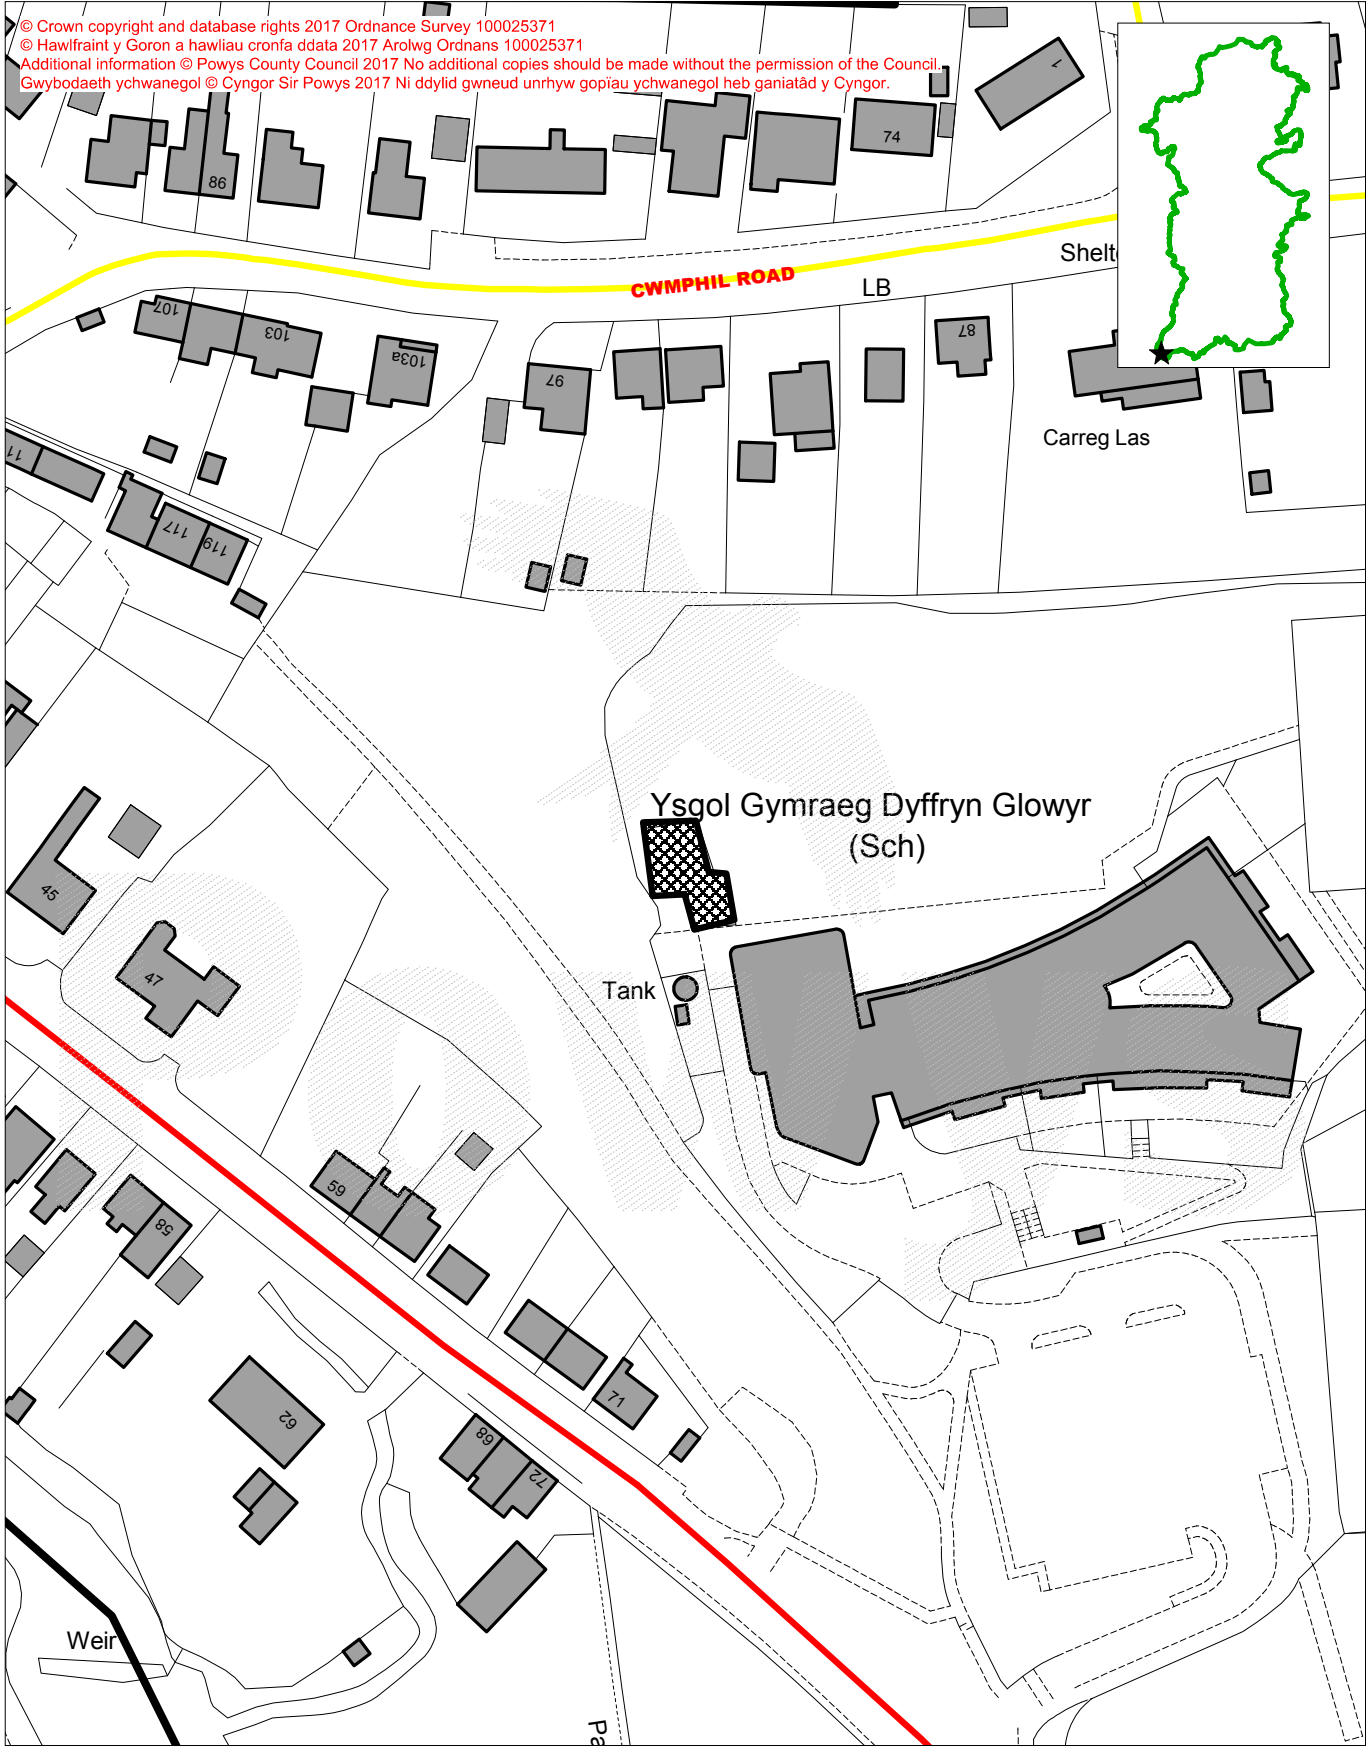 © Crown copyright and database rights 2017 Ordnance Survey 100025371
© Hawlfraint y Goron a hawliau cronfa ddata 2017 Arolwg Ordnans 100025371
Additional information © Powys County Council 2017 No additional copies should be made without the permission of the Council.
Gwybodaeth ychwanegol © Cyngor Sir Powys 2017 Ni ddylid gwneud unrhyw gopïau ychwanegol heb ganiatâd y Cyngor.
1
74
86
CWMPHIL ROAD
LB
107
103
103a
97
87
Carreg Las
11
117
119
Ysgol Gymraeg Dyffryn Glowyr
(Sch)
45
47
Tank
59
58
71
62
68
72
Weir